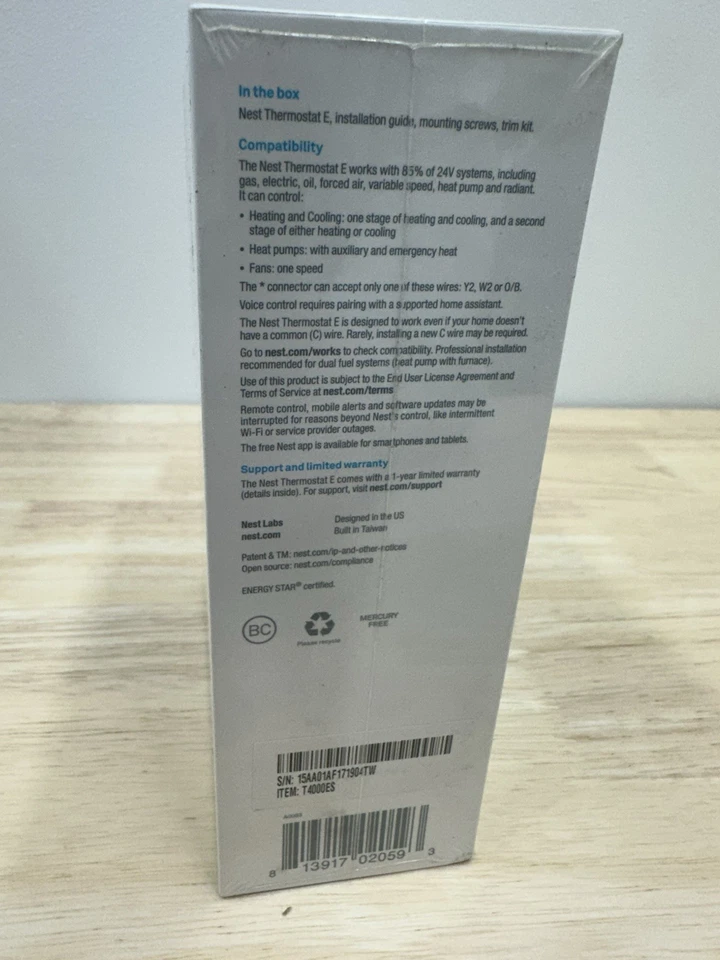 In the box
Nest Thermostat E, installation guide, mounting screws, trim kit.
Compatibility
The Nest Thermostat E works with 85% of 24V systems, including
gas, electric, oil, forced air, variable speed, heat pump and radiant.
It can control:
• Heating and Cooling: one stage of heating and cooling, and a second
stage of either heating or cooling
• Heat pumps: with auxiliary and emergency heat
• Fans: one speed
The * connector can accept only one of these wires: Y2, W2 or O/B.
Voice control requires pairing with a supported home assistant.
The Nest Thermostat E is designed to work even if your home doesn't
have a common (C) wire. Rarely, installing a new C wire may be required.
Go to nest.com/works to check compatibility. Professional installation
recommended for dual fuel systems (heat pump with furnace).
Use of this product is subject to the End User License Agreement and
Terms of Service at nest.com/terms
Remote control, mobile alerts and software updates may be
interrupted for reasons beyond Nest's control, like intermittent
Wi-Fi or service provider outages.
The free Nest app is available for smartphones and tablets.
Support and limited warranty
The Nest Thermostat E comes with a 1-year limited warranty
(details inside). For support, visit nest.com/support
Nest Labs
nest.com
Designed in the US
Built in Taiwan
Patent & TM: nest.com/ip-and-other-notices
Open source: nest.com/compliance
ENERGY STAR® certified.
BC
Please recycle
MERCURY
FREE
S/N: 15AA01AF171904TW
ITEM: T4000ES
8 13917 02059 3